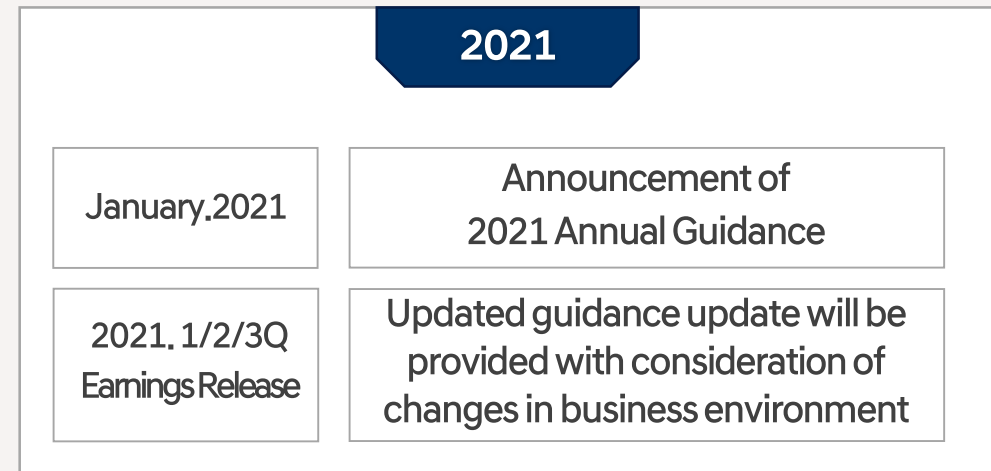 2021
January.2021
Announcement of
2021 Annual Guidance
2021. 1/2/3Q
Earnings Release
Updated guidance update will be
provided with consideration of
changes in business environment